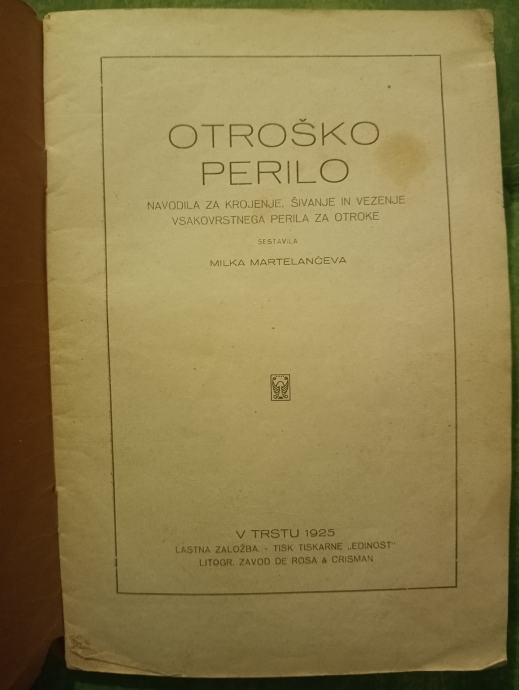 OTROŠKO
PERILO
NAVODILA ZA KROJENJE, ŠIVANJE IN VEZENJE
VSAKOVRSTNEGA PERILA ZA OTROKE
SESTAVILA
MILKA MARTELANČEVA
V TRSTU 1925
LASTNA ZALOŽBA. - TISK TISKARNE „EDINOST"
LITOGR. ZAVOD DE ROSA & CRISMAN